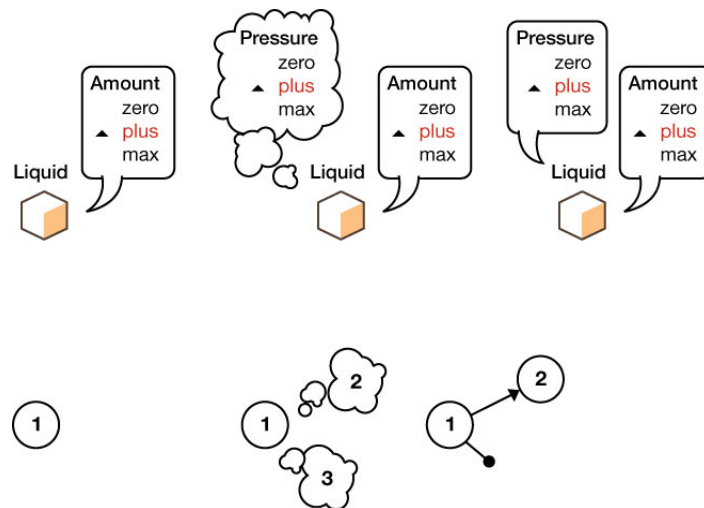 Amount
zero
plus
max
Liquid
Pressure
zero
plus
max
Amount
zero
plus
max
Liquid
Pressure
zero
plus
max
Amount
zero
plus
max
Liquid
1
1
2
3
1
2